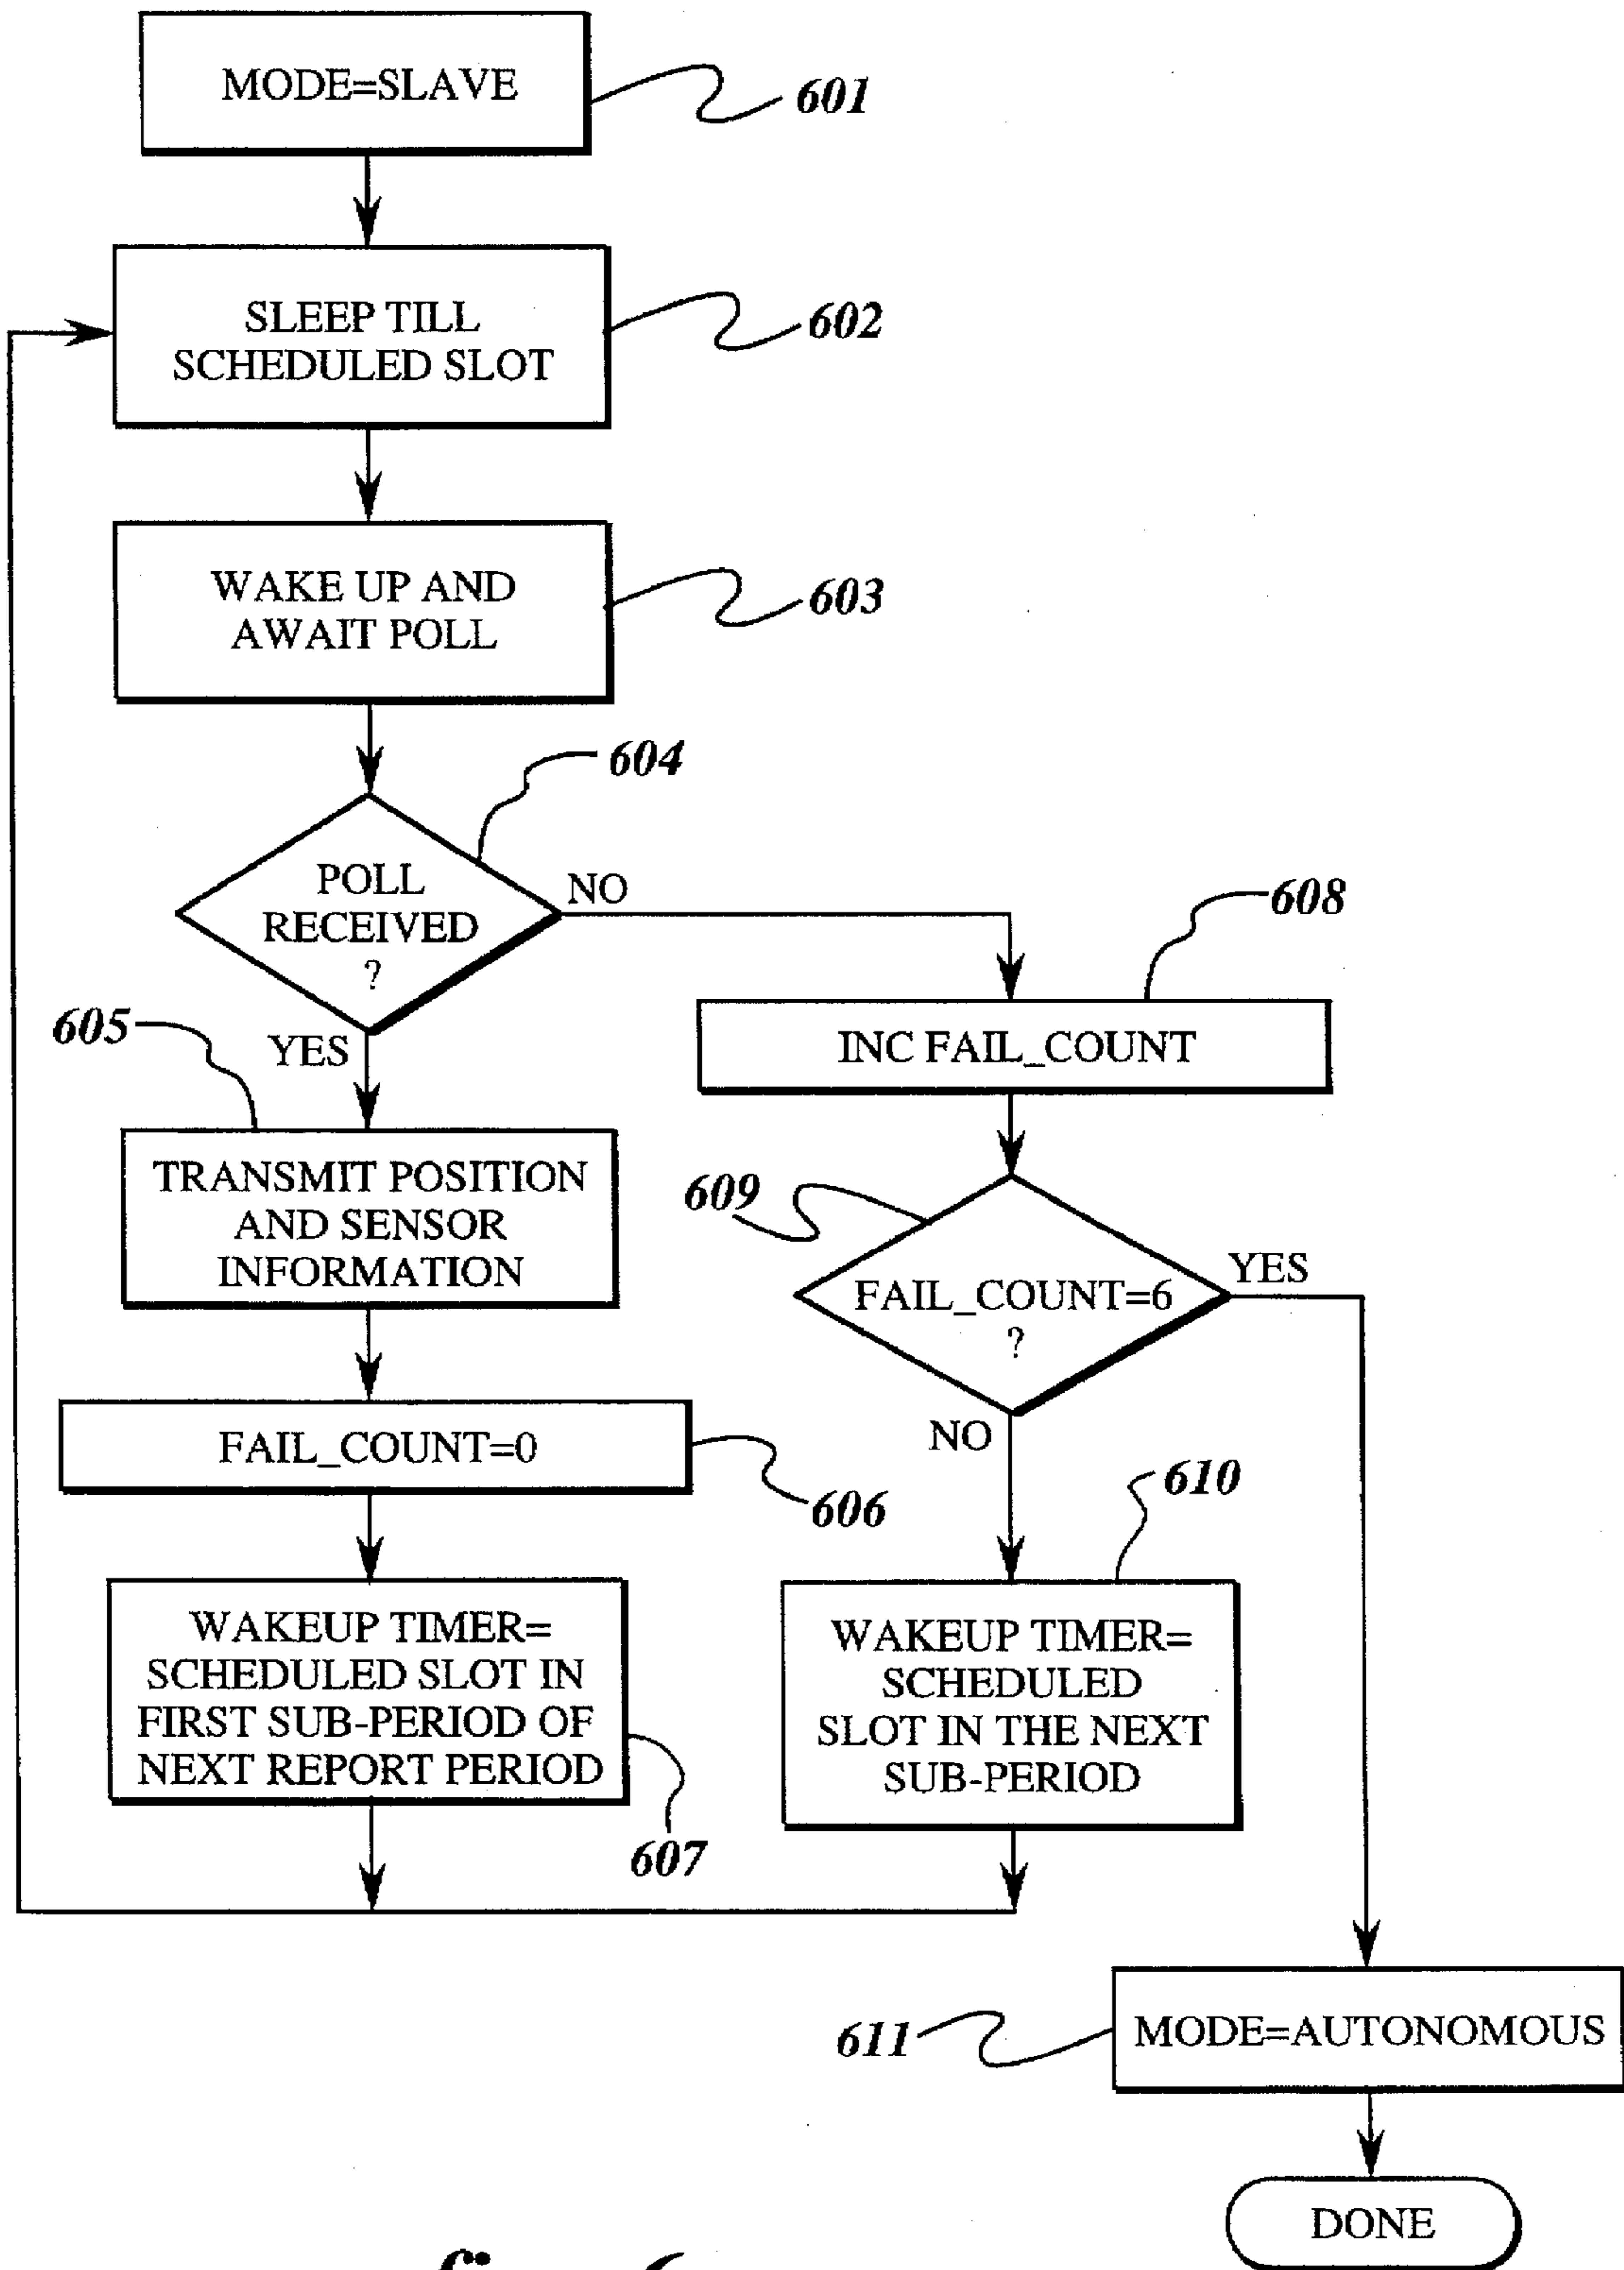 MODE=SLAVE
601
SLEEP TILL
SCHEDULED SLOT
602
WAKE UP AND
AWAIT POLL
603
604
POLL
RECEIVED
?
NO
YES
605
TRANSMIT POSITION
AND SENSOR
INFORMATION
FAIL_COUNT=0
606
WAKEUP TIMER=
SCHEDULED SLOT IN
FIRST SUB-PERIOD OF
NEXT REPORT PERIOD
607
608
INC FAIL_COUNT
609
FAIL_COUNT=6
?
YES
NO
610
WAKEUP TIMER=
SCHEDULED
SLOT IN THE NEXT
SUB-PERIOD
611
MODE=AUTONOMOUS
DONE